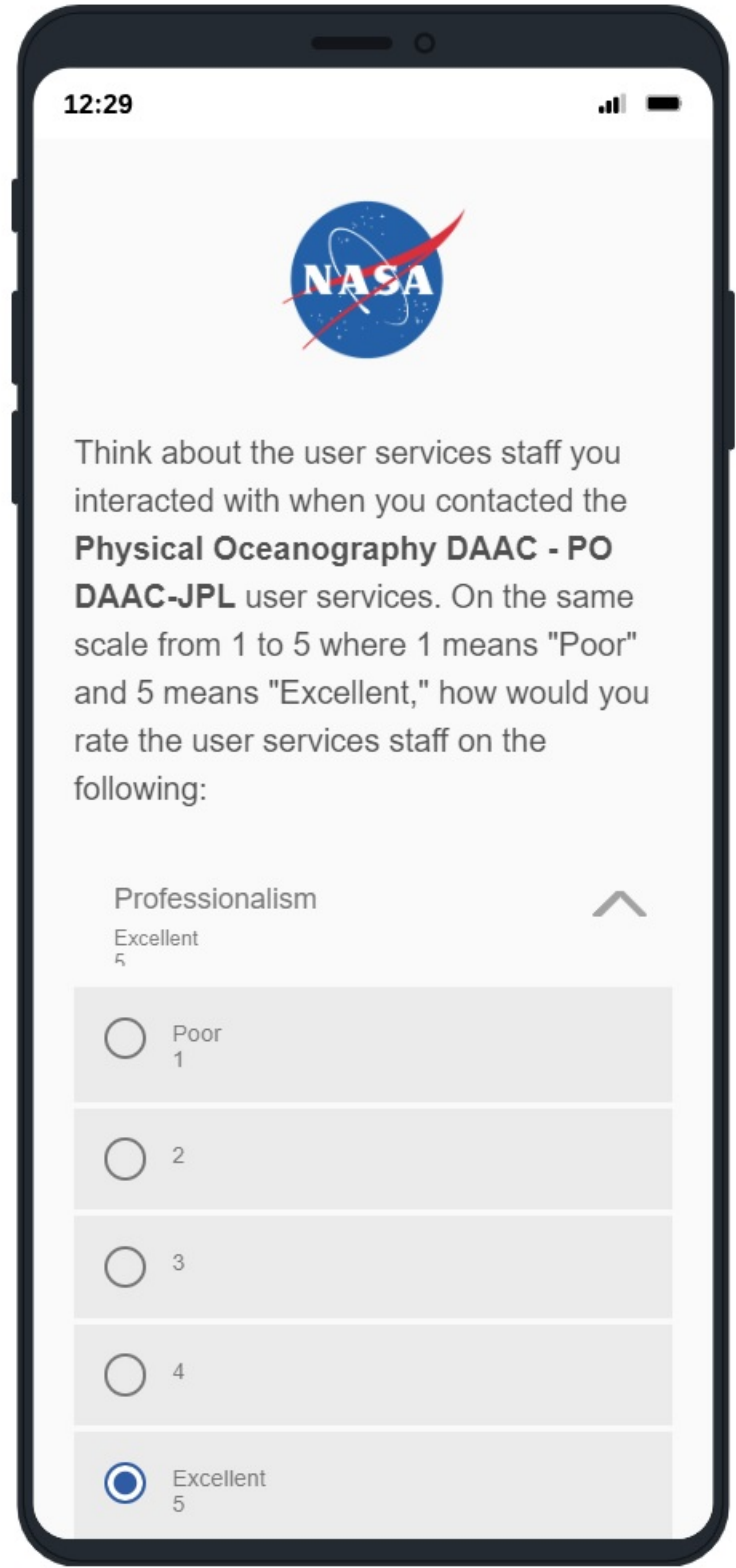 12:29
NASA
Think about the user services staff you
interacted with when you contacted the
Physical Oceanography DAAC - PO
DAAC-JPL user services. On the same
scale from 1 to 5 where 1 means "Poor"
and 5 means "Excellent," how would you
rate the user services staff on the
following:
Professionalism
Excellent
5
Poor
1
2
3
4
Excellent
5